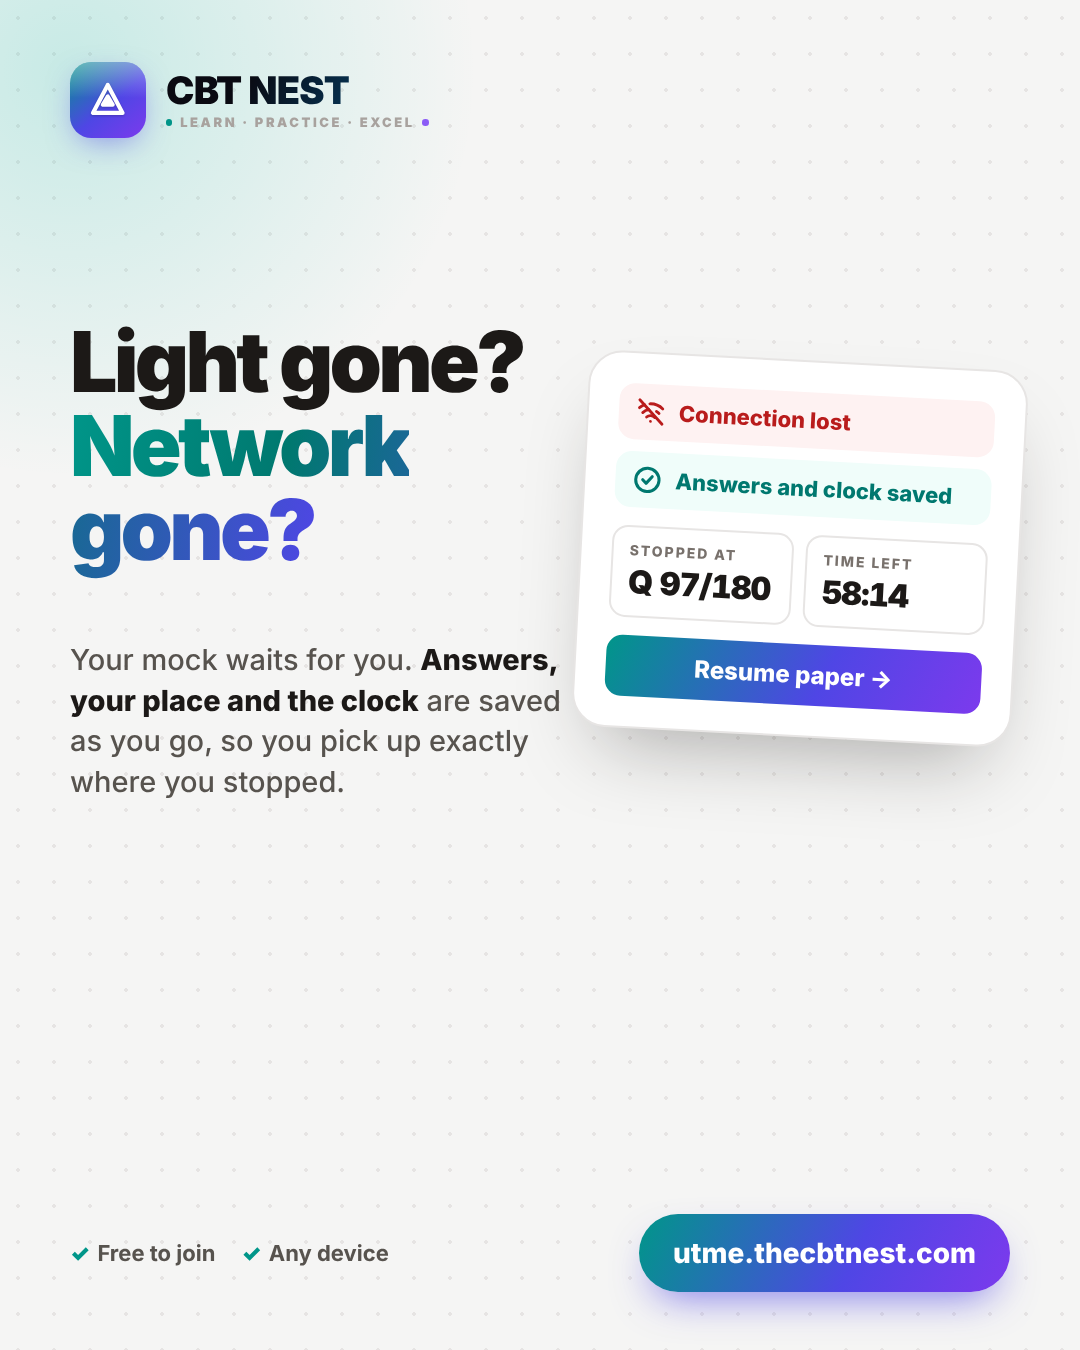 CBT NEST
LEARN · PRACTICE · EXCEL
Light gone?
Network
gone?
Your mock waits for you. Answers,
your place and the clock are saved
as you go, so you pick up exactly
where you stopped.
Connection lost
Answers and clock saved
STOPPED AT
Q 97/180
TIME LEFT
58:14
Resume paper →
Free to join
Any device
utme.thecbtnest.com